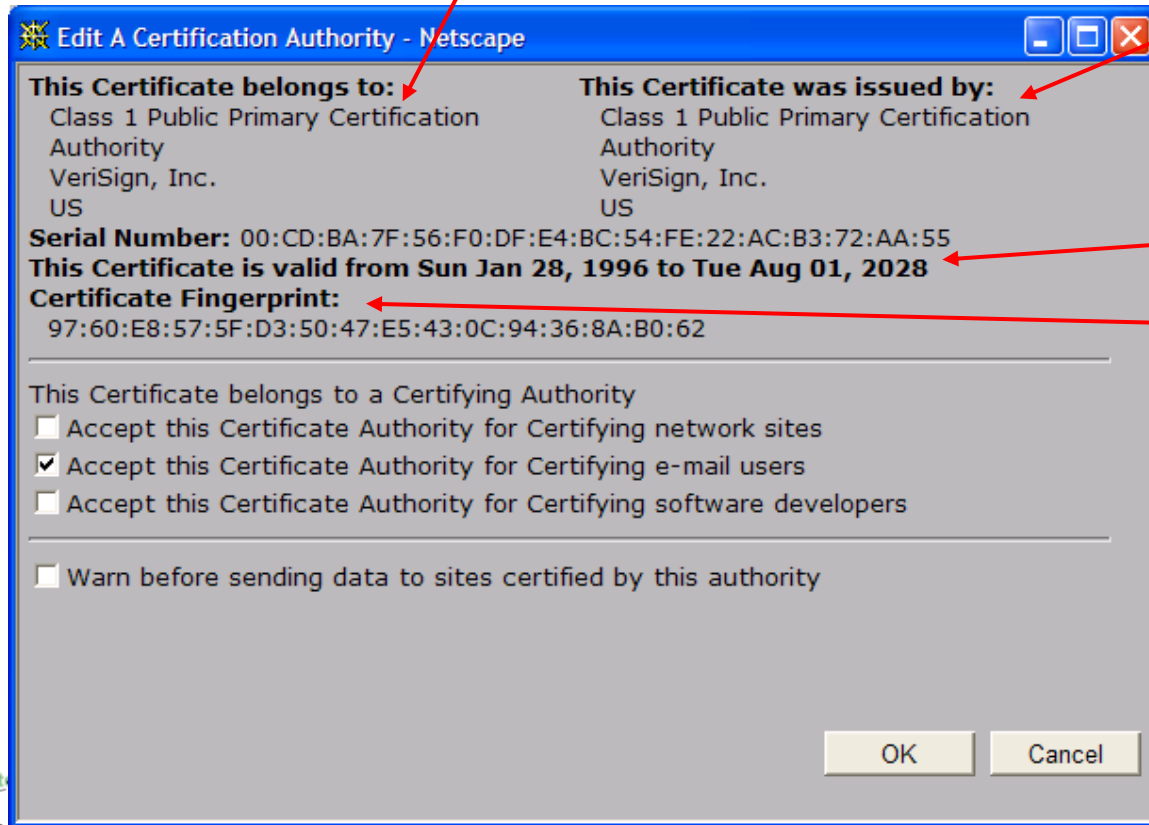 Edit A Certification Authority - Netscape
This Certificate belongs to:
Class 1 Public Primary Certification
Authority
VeriSign, Inc.
US
This Certificate was issued by:
Class 1 Public Primary Certification
Authority
VeriSign, Inc.
US
Serial Number: 00:CD:BA:7F:56:F0:DF:E4:BC:54:FE:22:AC:B3:72:AA:55
This Certificate is valid from Sun Jan 28, 1996 to Tue Aug 01, 2028
Certificate Fingerprint:
97:60:E8:57:5F:D3:50:47:E5:43:0C:94:36:8A:B0:62
This Certificate belongs to a Certifying Authority
Accept this Certificate Authority for Certifying network sites
Accept this Certificate Authority for Certifying e-mail users
Accept this Certificate Authority for Certifying software developers
Warn before sending data to sites certified by this authority
OK
Cancel